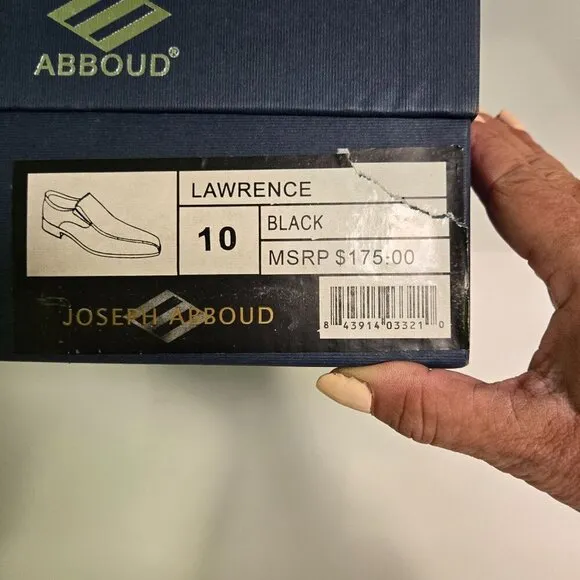 ABBOUD®
LAWRENCE
10
BLACK
MSRP $175.00
JOSEPH ABBOUD
8 43914 03321 0